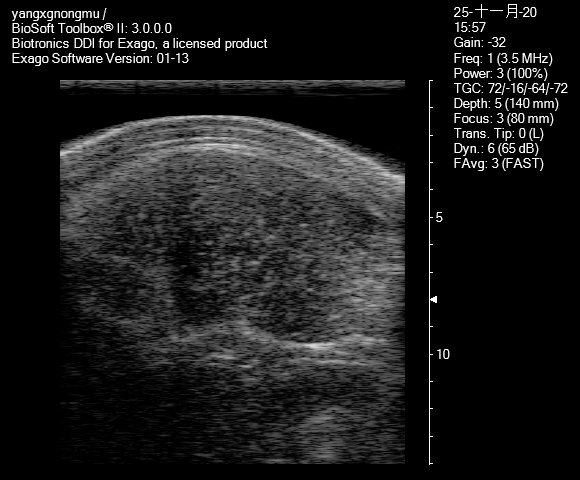 yangxgnongmu /
BioSoft Toolbox® II: 3.0.0.0
Biotronics DDI for Exago, a licensed product
Exago Software Version: 01-13
25-十一月-20
15:57
Gain: -32
Freq: 1 (3.5 MHz)
Power: 3 (100%)
TGC: 72/-16/-64/-72
Depth: 5 (140 mm)
Focus: 3 (80 mm)
Trans. Tip: 0 (L)
Dyn.: 6 (65 dB)
FAvg: 3 (FAST)
5
10